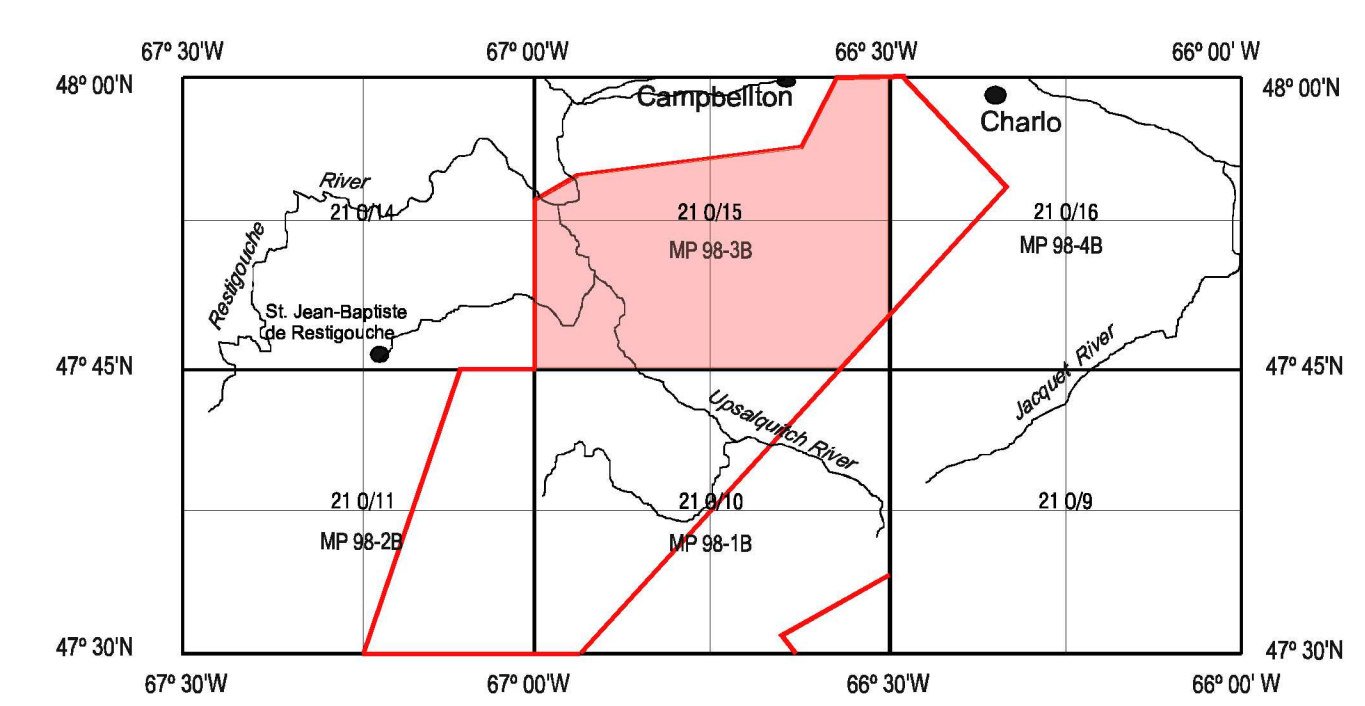 67º 30'W 67º 00'W 66º 30'W 66º 00' W
48º 00'N 48º 00'N
Campbellton
Charlo
River
21 O/14 21 O/15 21 O/16
MP 98-3B MP 98-4B
Restigouche
St. Jean-Baptiste
de Restigouche
47º 45'N 47º 45'N
Jacquet River
Upsalquitch River
21 O/11 21 O/10 21 O/9
MP 98-2B MP 98-1B
47º 30'N 47º 30'N
67º 30'W 67º 00'W 66º 30'W 66º 00' W